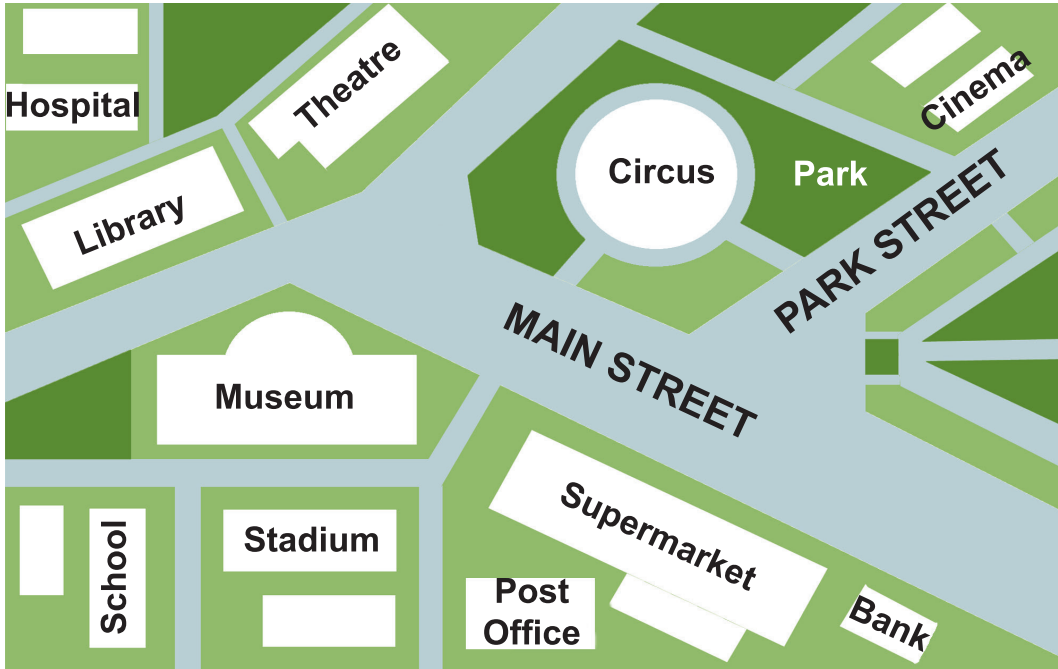 Hospital
Theatre
Cinema
Circus
Park
Library
PARK STREET
MAIN STREET
Museum
School
Stadium
Supermarket
Post
Office
Bank